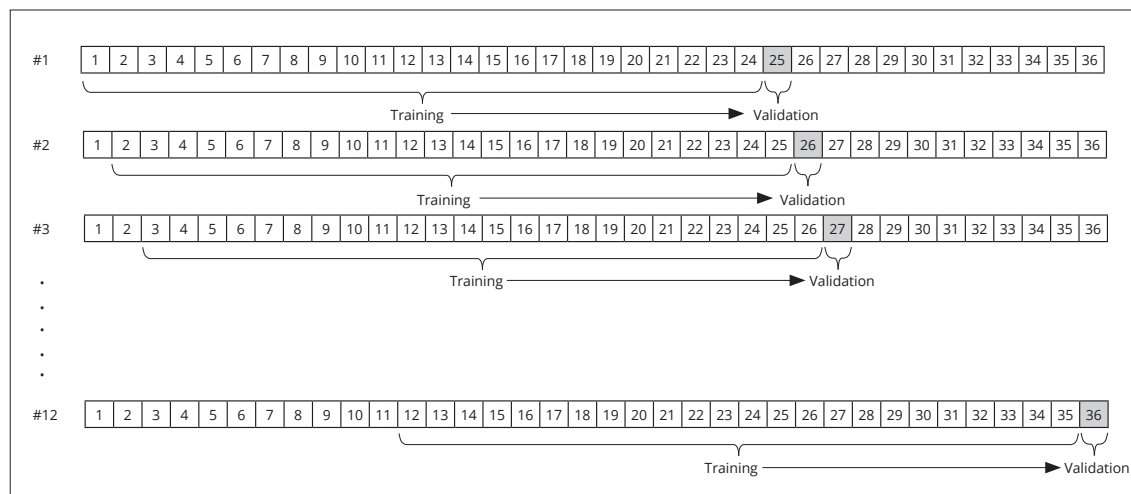 #1 1 2 3 4 5 6 7 8 9 10 11 12 13 14 15 16 17 18 19 20 21 22 23 24 25 26 27 28 29 30 31 32 33 34 35 36
Training Validation
#2 1 2 3 4 5 6 7 8 9 10 11 12 13 14 15 16 17 18 19 20 21 22 23 24 25 26 27 28 29 30 31 32 33 34 35 36
Training Validation
#3 1 2 3 4 5 6 7 8 9 10 11 12 13 14 15 16 17 18 19 20 21 22 23 24 25 26 27 28 29 30 31 32 33 34 35 36
Training Validation
.
.
.
.
.
#12 1 2 3 4 5 6 7 8 9 10 11 12 13 14 15 16 17 18 19 20 21 22 23 24 25 26 27 28 29 30 31 32 33 34 35 36
Training Validation